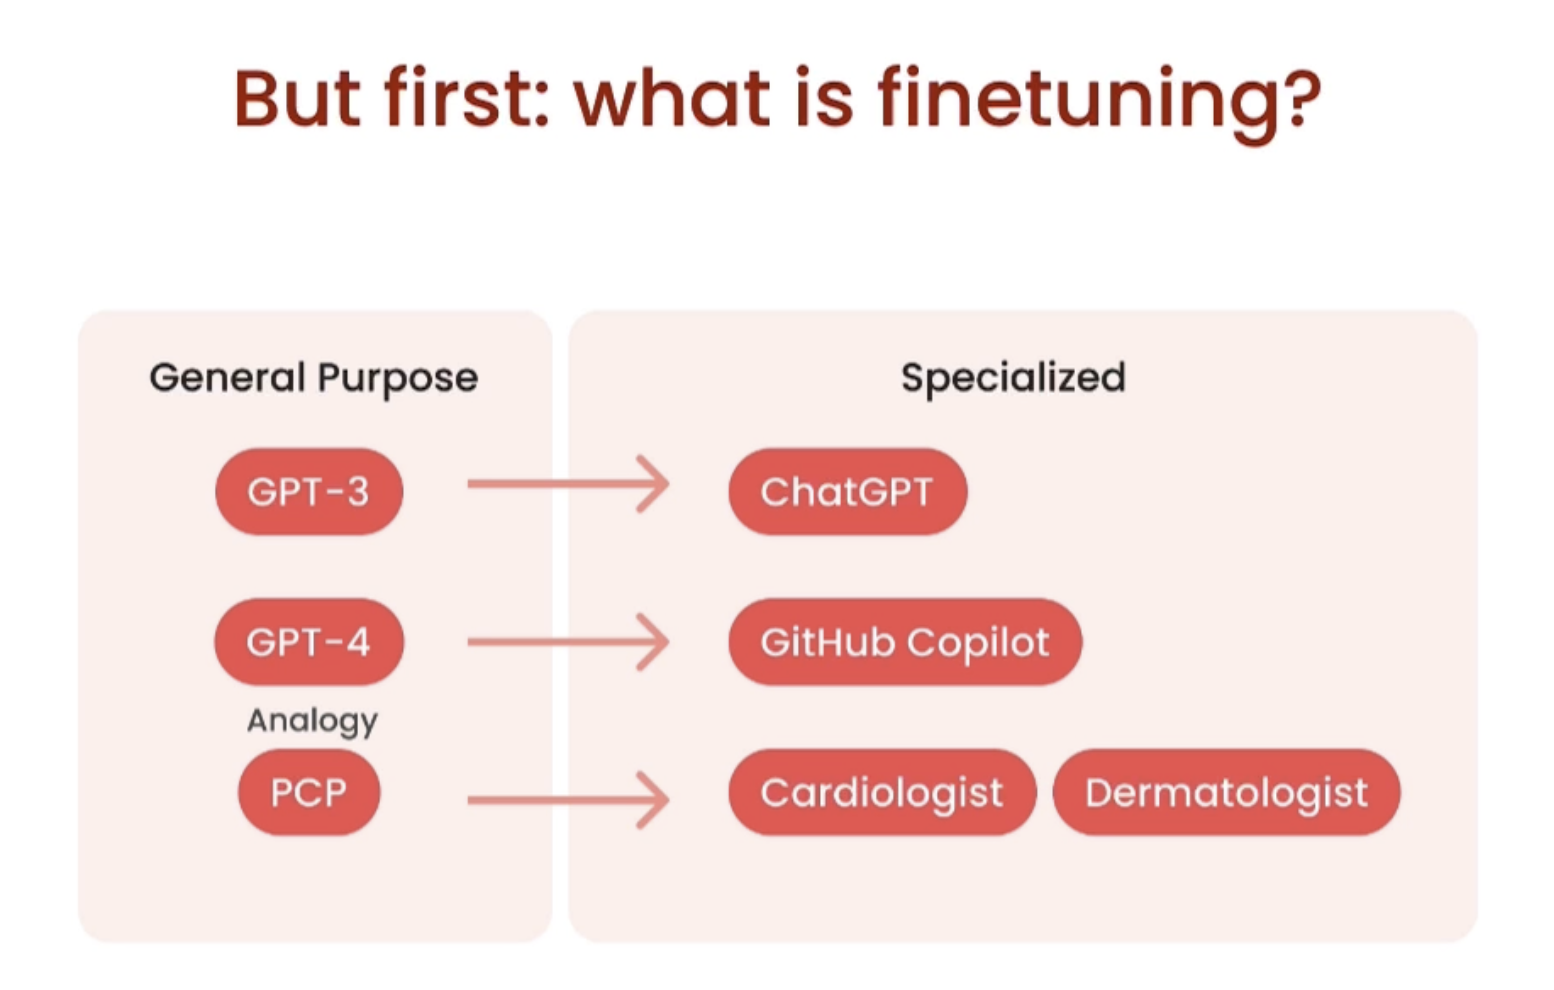 But first: what is finetuning?
General Purpose
Specialized
GPT-3
ChatGPT
GPT-4
GitHub Copilot
Analogy
PCP
Cardiologist
Dermatologist